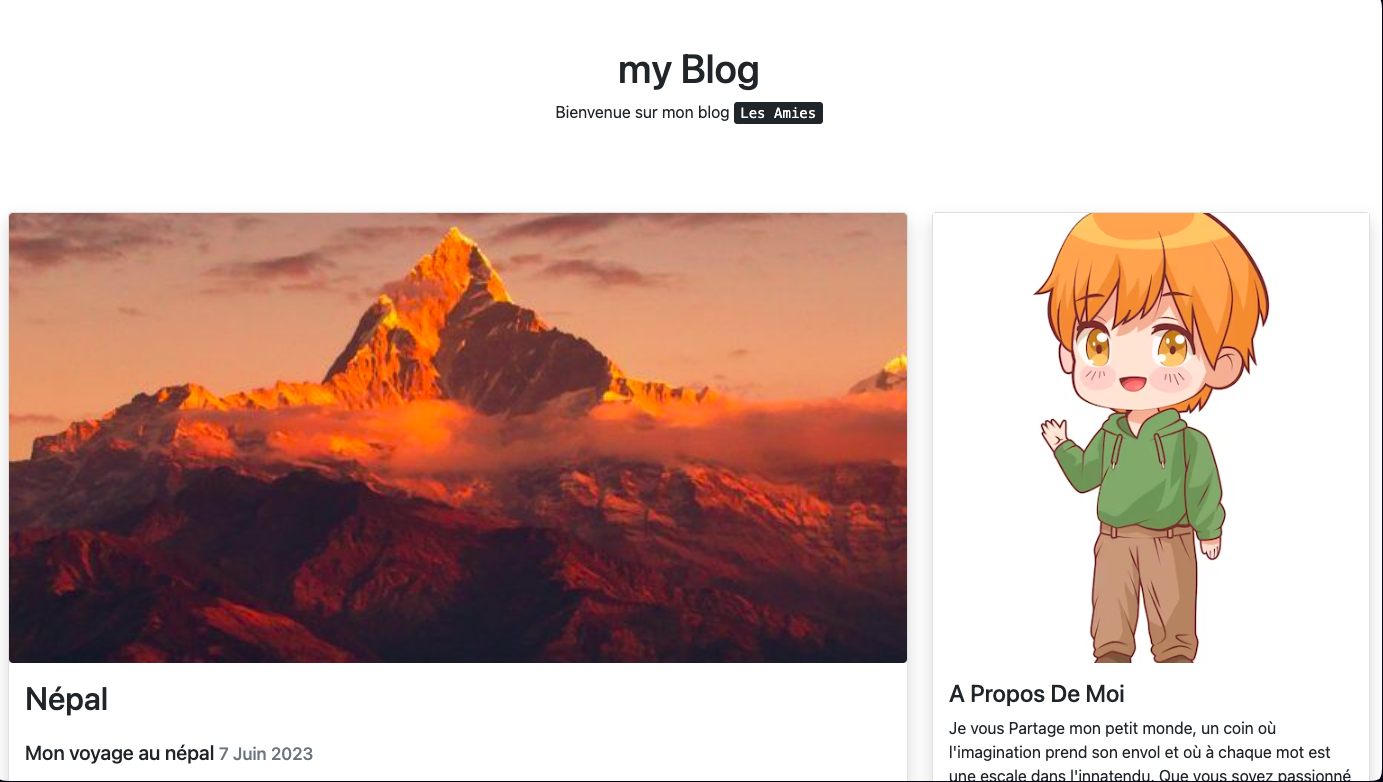 my Blog
Bienvenue sur mon blog Les Amies
Népal
Mon voyage au népal 7 Juin 2023
A Propos De Moi
Je vous Partage mon petit monde, un coin où
l'imagination prend son envol et où à chaque mot est
une escale dans l'innatendu. Que vous soyez passionné